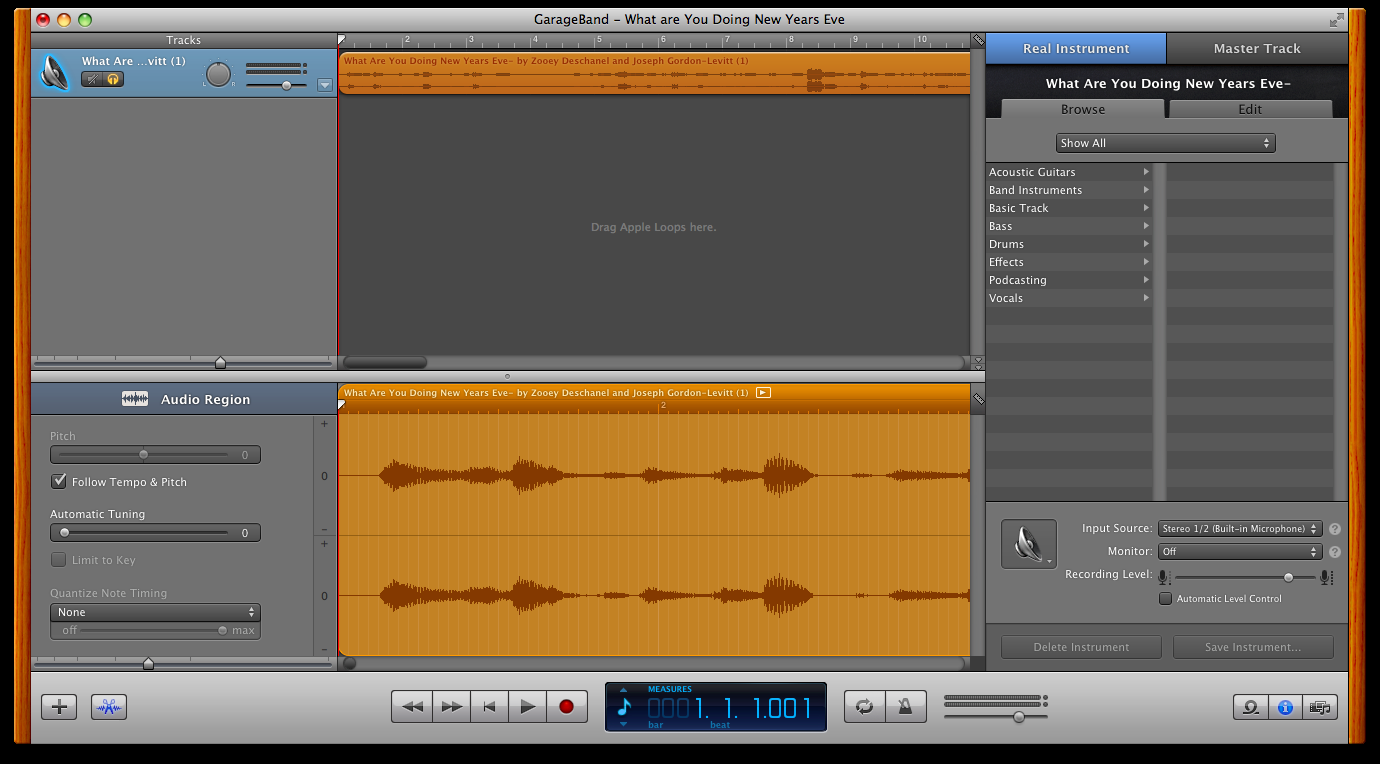 GarageBand - What are You Doing New Years Eve
Tracks
What Are ...vitt (1)
L R
2 3 4 5 6 7 8 9 10
What Are You Doing New Years Eve- by Zooey Deschanel and Joseph Gordon-Levitt (1)
Drag Apple Loops here.
Real Instrument
Master Track
What Are You Doing New Years Eve-
Browse
Edit
Show All
Acoustic Guitars
Band Instruments
Basic Track
Bass
Drums
Effects
Podcasting
Vocals
Audio Region
Pitch
0
Follow Tempo & Pitch
Automatic Tuning
0
Limit to Key
Quantize Note Timing
None
off max
+
0
-
+
0
-
What Are You Doing New Years Eve- by Zooey Deschanel and Joseph Gordon-Levitt (1)
2
Input Source: Stereo 1/2 (Built-in Microphone) ?
Monitor: Off ?
Recording Level:
Automatic Level Control
Delete Instrument
Save Instrument...
MEASURES
0001. 1. 1.001
bar beat